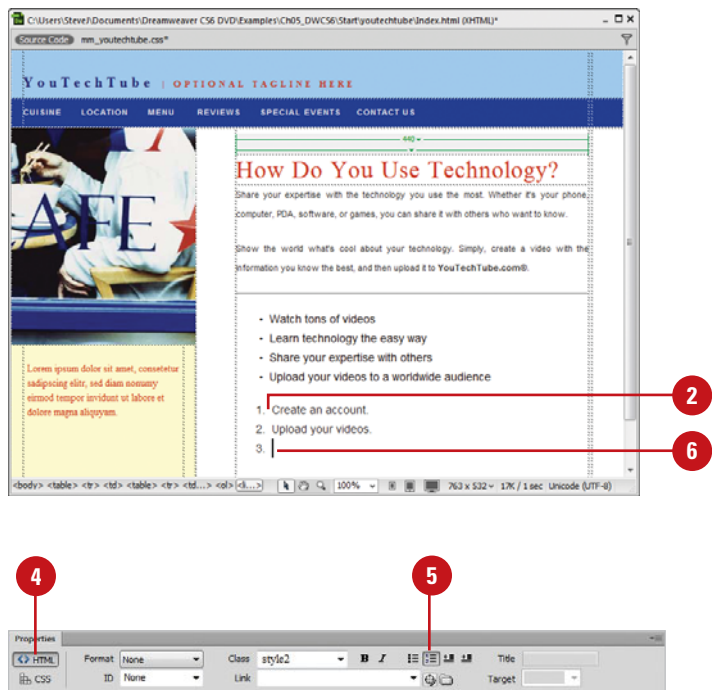 C:\Users\SteveJ\Documents\Dreamweaver CS6 DVD\Examples\Ch05_DWCS6\Start\youtechtube\Index.html (XHTML)*
Source Code mm_youtechtube.css*
YouTechTube | OPTIONAL TAGLINE HERE
CUISINE LOCATION MENU REVIEWS SPECIAL EVENTS CONTACT US
440
AFE
How Do You Use Technology?
Share your expertise with the technology you use the most. Whether it's your phone,
computer, PDA, software, or games, you can share it with others who want to know.
Show the world what's cool about your technology. Simply, create a video with the
information you know the best, and then upload it to YouTechTube.com®.
- Watch tons of videos
- Learn technology the easy way
- Share your expertise with others
- Upload your videos to a worldwide audience
Lorem ipsum dolor sit amet, consetetur
sadipscing elitr, sed diam nonumy
eirmod tempor invidunt ut labore et
dolore magna aliquyam.
1. Create an account.
2
2. Upload your videos.
3.
6
<body> <table> <tr> <td> <table> <tr> <td...> <ol> <li...> 100% 763 x 532 17K / 1 sec Unicode (UTF-8)
4
5
Properties
<> HTML Format None Class style2 B I Title
CSS ID None Link Target